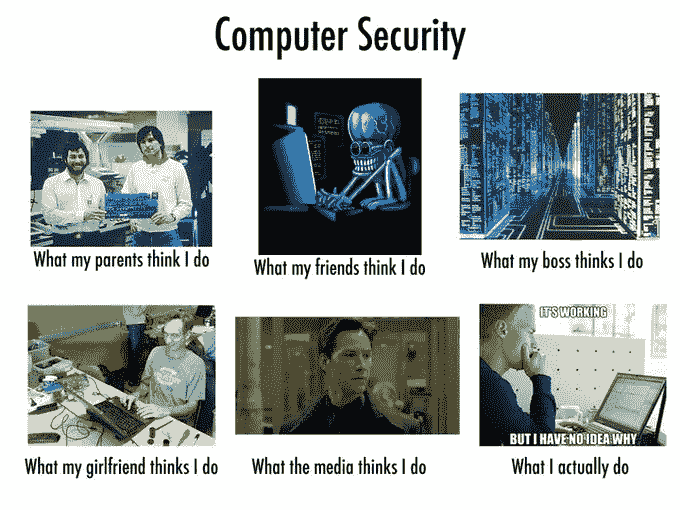 Computer Security
What my parents think I do
What my friends think I do
What my boss thinks I do
IT'S WORKING
BUT I HAVE NO IDEA WHY
What my girlfriend thinks I do
What the media thinks I do
What I actually do